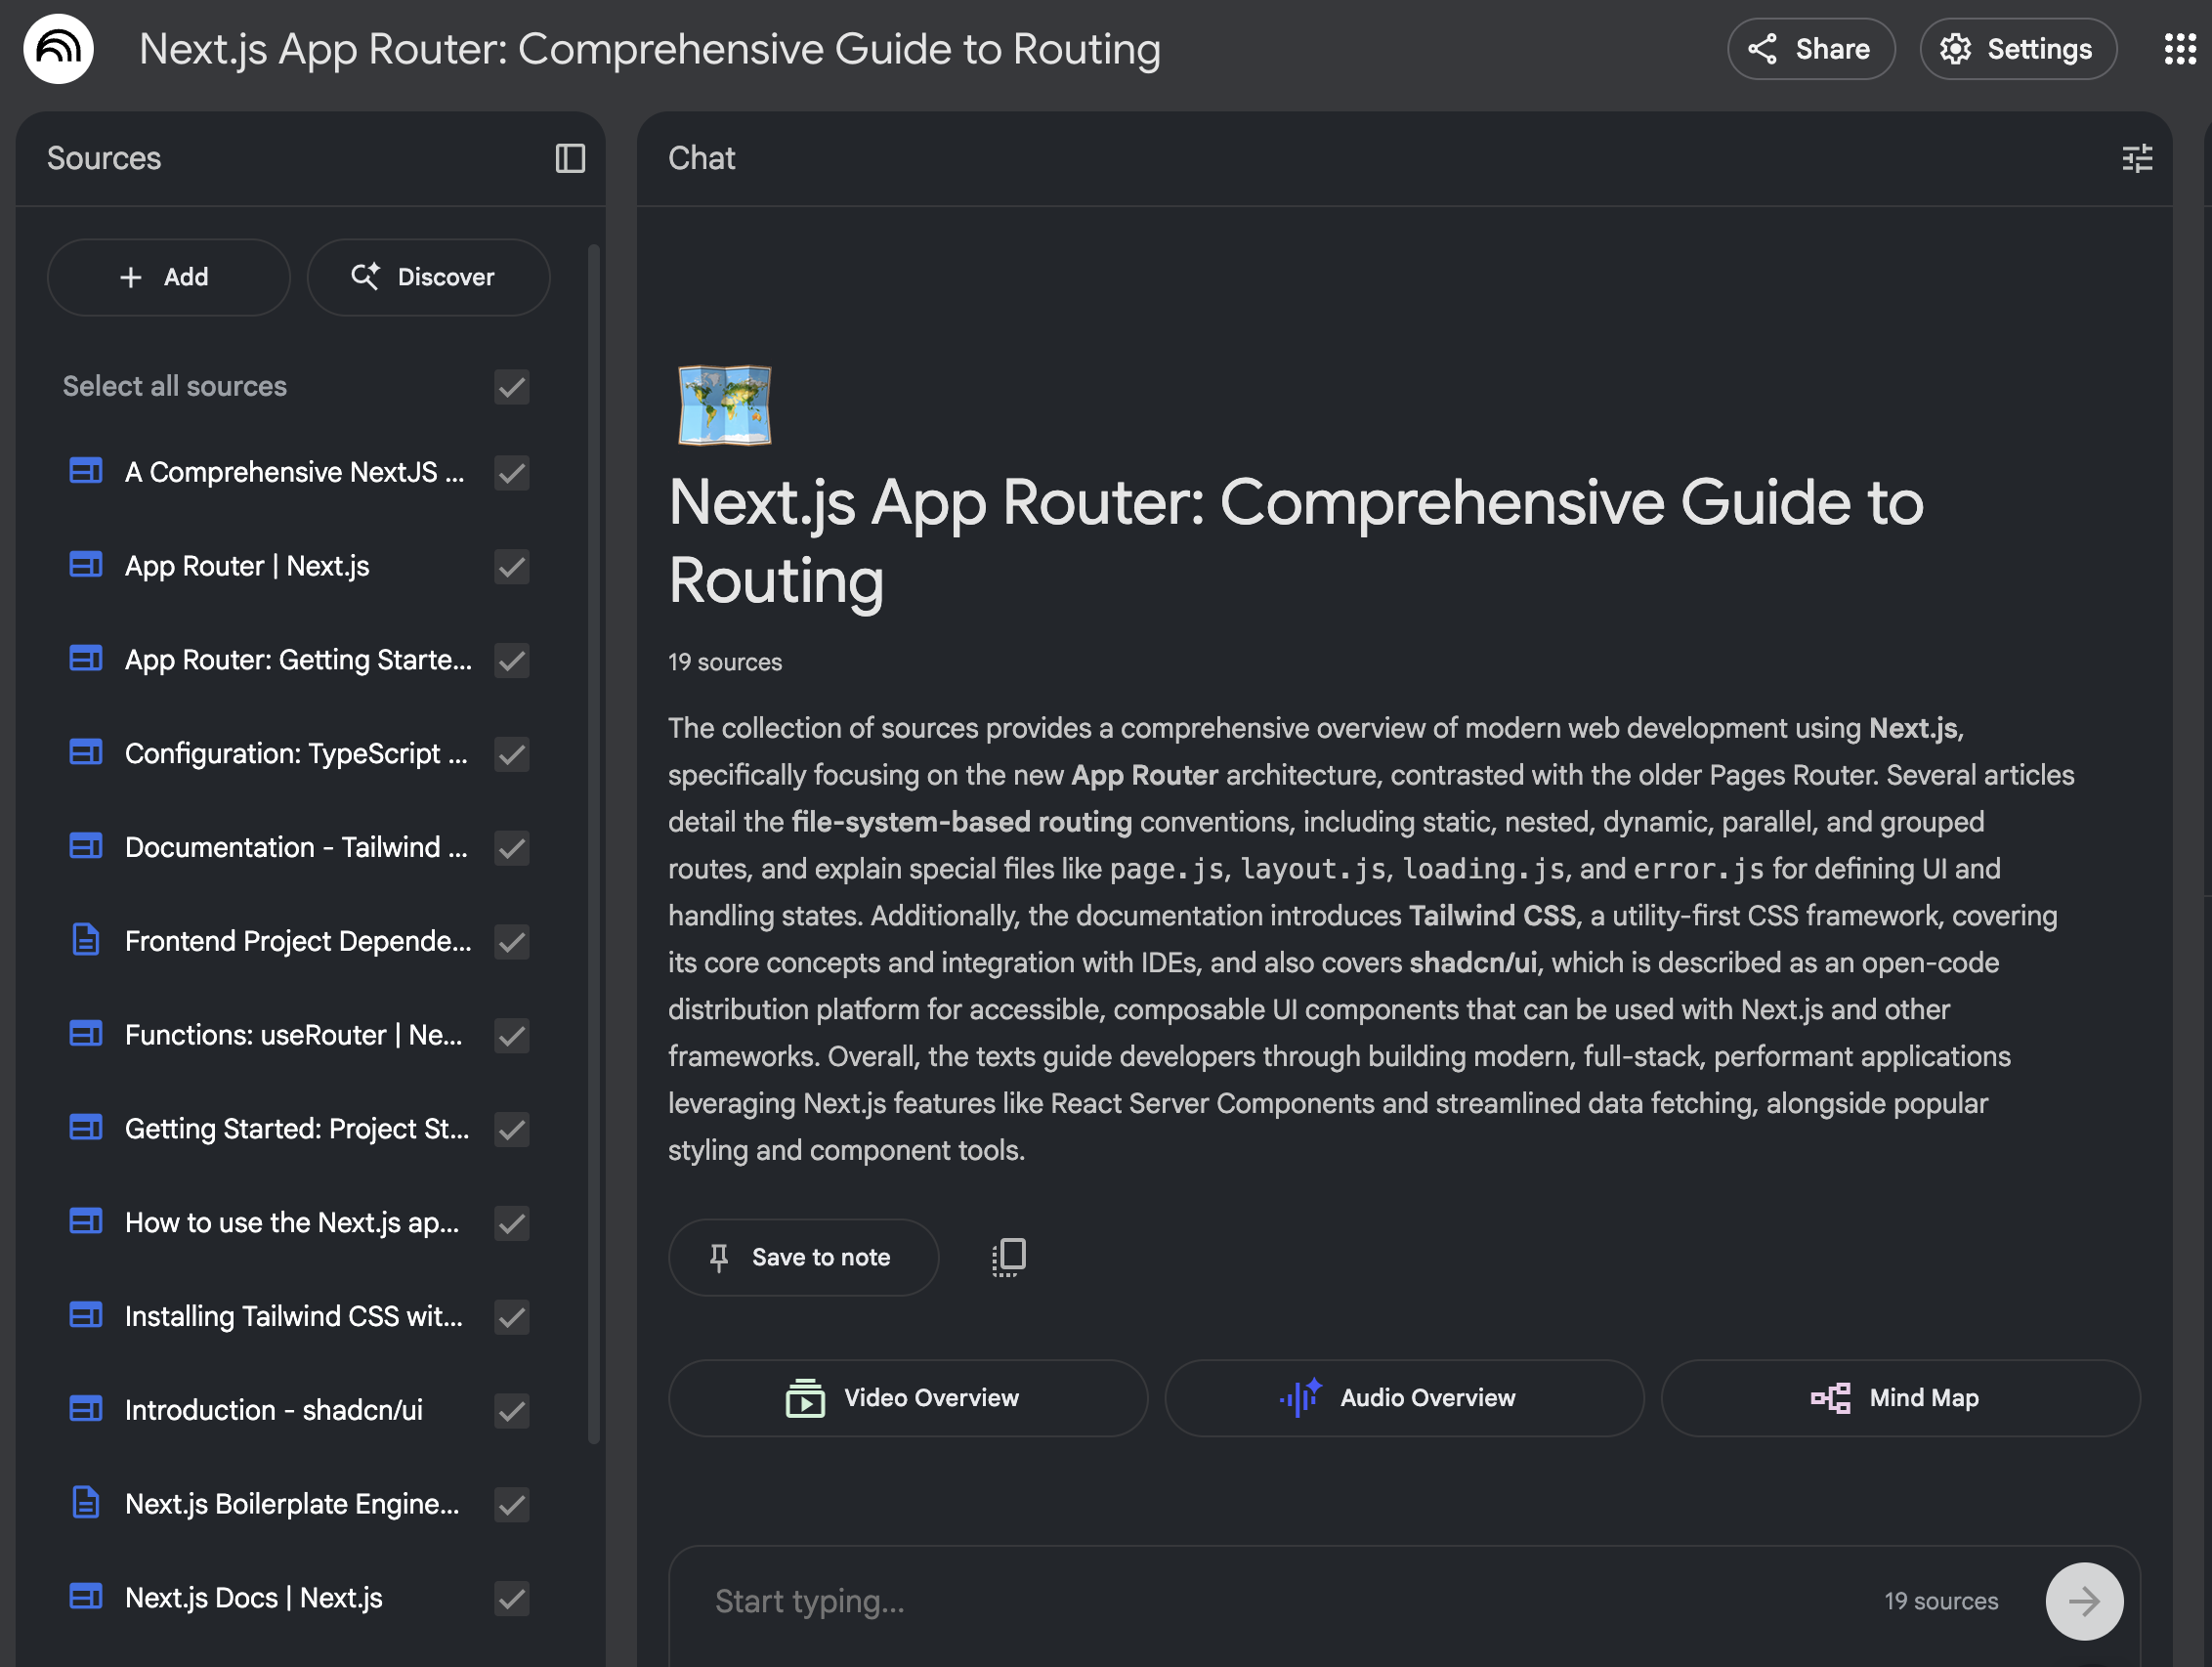 Next.js App Router: Comprehensive Guide to Routing
Share
Settings
Sources
Add
Discover
Select all sources
A Comprehensive NextJS ...
App Router | Next.js
App Router: Getting Starte...
Configuration: TypeScript ...
Documentation - Tailwind ...
Frontend Project Depende...
Functions: useRouter | Ne...
Getting Started: Project St...
How to use the Next.js ap...
Installing Tailwind CSS wit...
Introduction - shadcn/ui
Next.js Boilerplate Engine...
Next.js Docs | Next.js
Chat
Next.js App Router: Comprehensive Guide to
Routing
19 sources
The collection of sources provides a comprehensive overview of modern web development using Next.js,
specifically focusing on the new App Router architecture, contrasted with the older Pages Router. Several articles
detail the file-system-based routing conventions, including static, nested, dynamic, parallel, and grouped
routes, and explain special files like page.js, layout.js, loading.js, and error.js for defining UI and
handling states. Additionally, the documentation introduces Tailwind CSS, a utility-first CSS framework, covering
its core concepts and integration with IDEs, and also covers shadcn/ui, which is described as an open-code
distribution platform for accessible, composable UI components that can be used with Next.js and other
frameworks. Overall, the texts guide developers through building modern, full-stack, performant applications
leveraging Next.js features like React Server Components and streamlined data fetching, alongside popular
styling and component tools.
Save to note
Video Overview
Audio Overview
Mind Map
Start typing...
19 sources